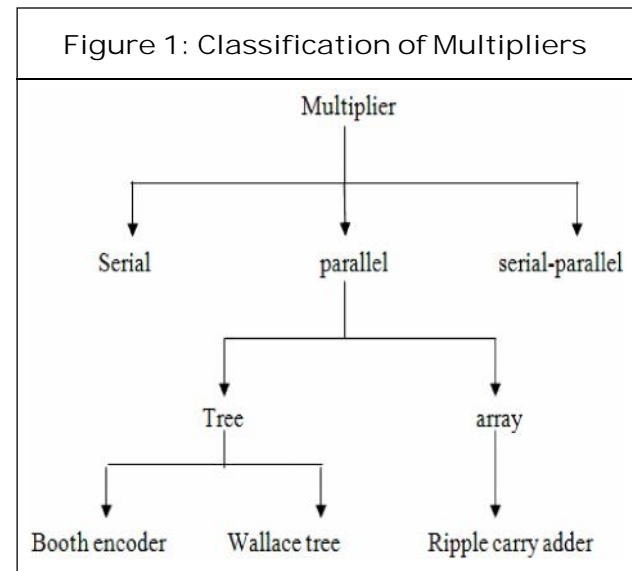 Figure 1: Classification of Multipliers
Multiplier
Serial parallel serial-parallel
Tree array
Booth encoder Wallace tree Ripple carry adder